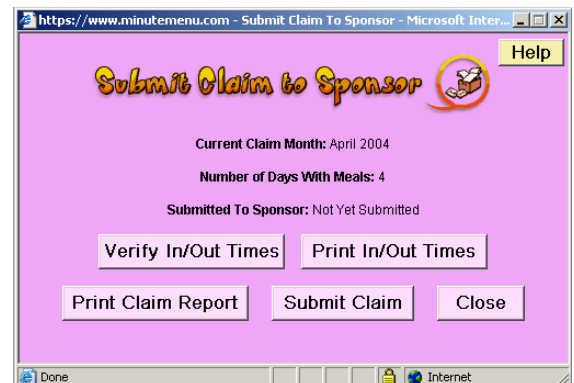 https://www.minutemenu.com - Submit Claim To Sponsor - Microsoft Inter...
Help
Submit Claim to Sponsor
Current Claim Month: April 2004
Number of Days With Meals: 4
Submitted To Sponsor: Not Yet Submitted
Verify In/Out Times Print In/Out Times
Print Claim Report Submit Claim Close
Done Internet